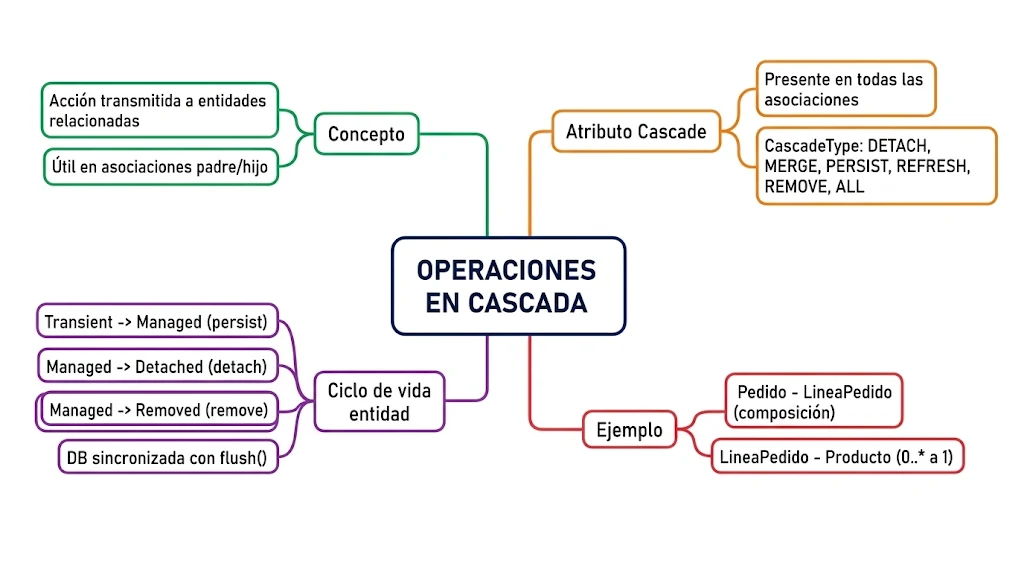 Acción transmitida a entidades
relacionadas
Útil en asociaciones padre/hijo
Concepto
Atributo Cascade
Presente en todas las
asociaciones
CascadeType: DETACH,
MERGE, PERSIST, REFRESH,
REMOVE, ALL
OPERACIONES
EN CASCADA
Transient -> Managed (persist)
Managed -> Detached (detach)
Managed -> Removed (remove)
DB sincronizada con flush()
Ciclo de vida
entidad
Ejemplo
Pedido - LineaPedido
(composición)
LineaPedido - Producto (0..* a 1)